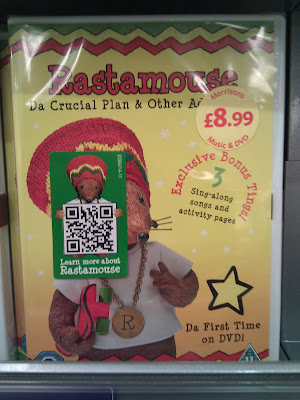 Rastamouse
Da Crucial Plan & Other Ad
Morrisons
£8.99
Music & DVD
Exclusive Bonus Tings!
3
Sing-along
songs and
activity pages
Learn more about
Rastamouse
R
Da First Time
on DVD!
U